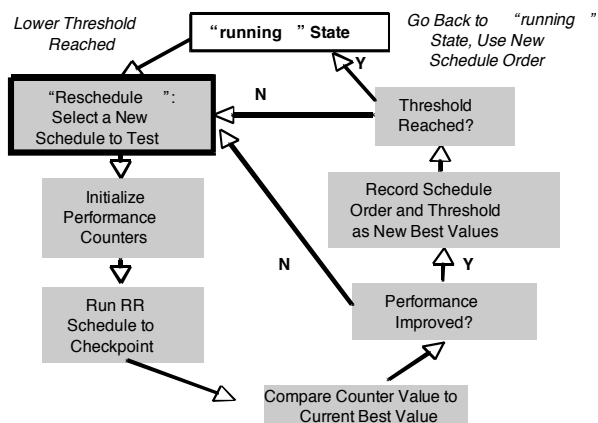 Lower Threshold
Reached
“running ” State
Go Back to “running ”
State, Use New
Schedule Order
Y
N
“Reschedule ”:
Select a New
Schedule to Test
Threshold
Reached?
Initialize
Performance
Counters
Record Schedule
Order and Threshold
as New Best Values
N
Y
Run RR
Schedule to
Checkpoint
Performance
Improved?
Compare Counter Value to
Current Best Value